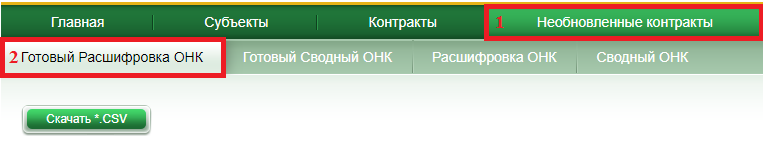 Главная Субъекты Контракты 1 Необновленные контракты
2 Готовый Расшифровка ОНК Готовый Сводный ОНК Расшифровка ОНК Сводный ОНК
Скачать *.CSV